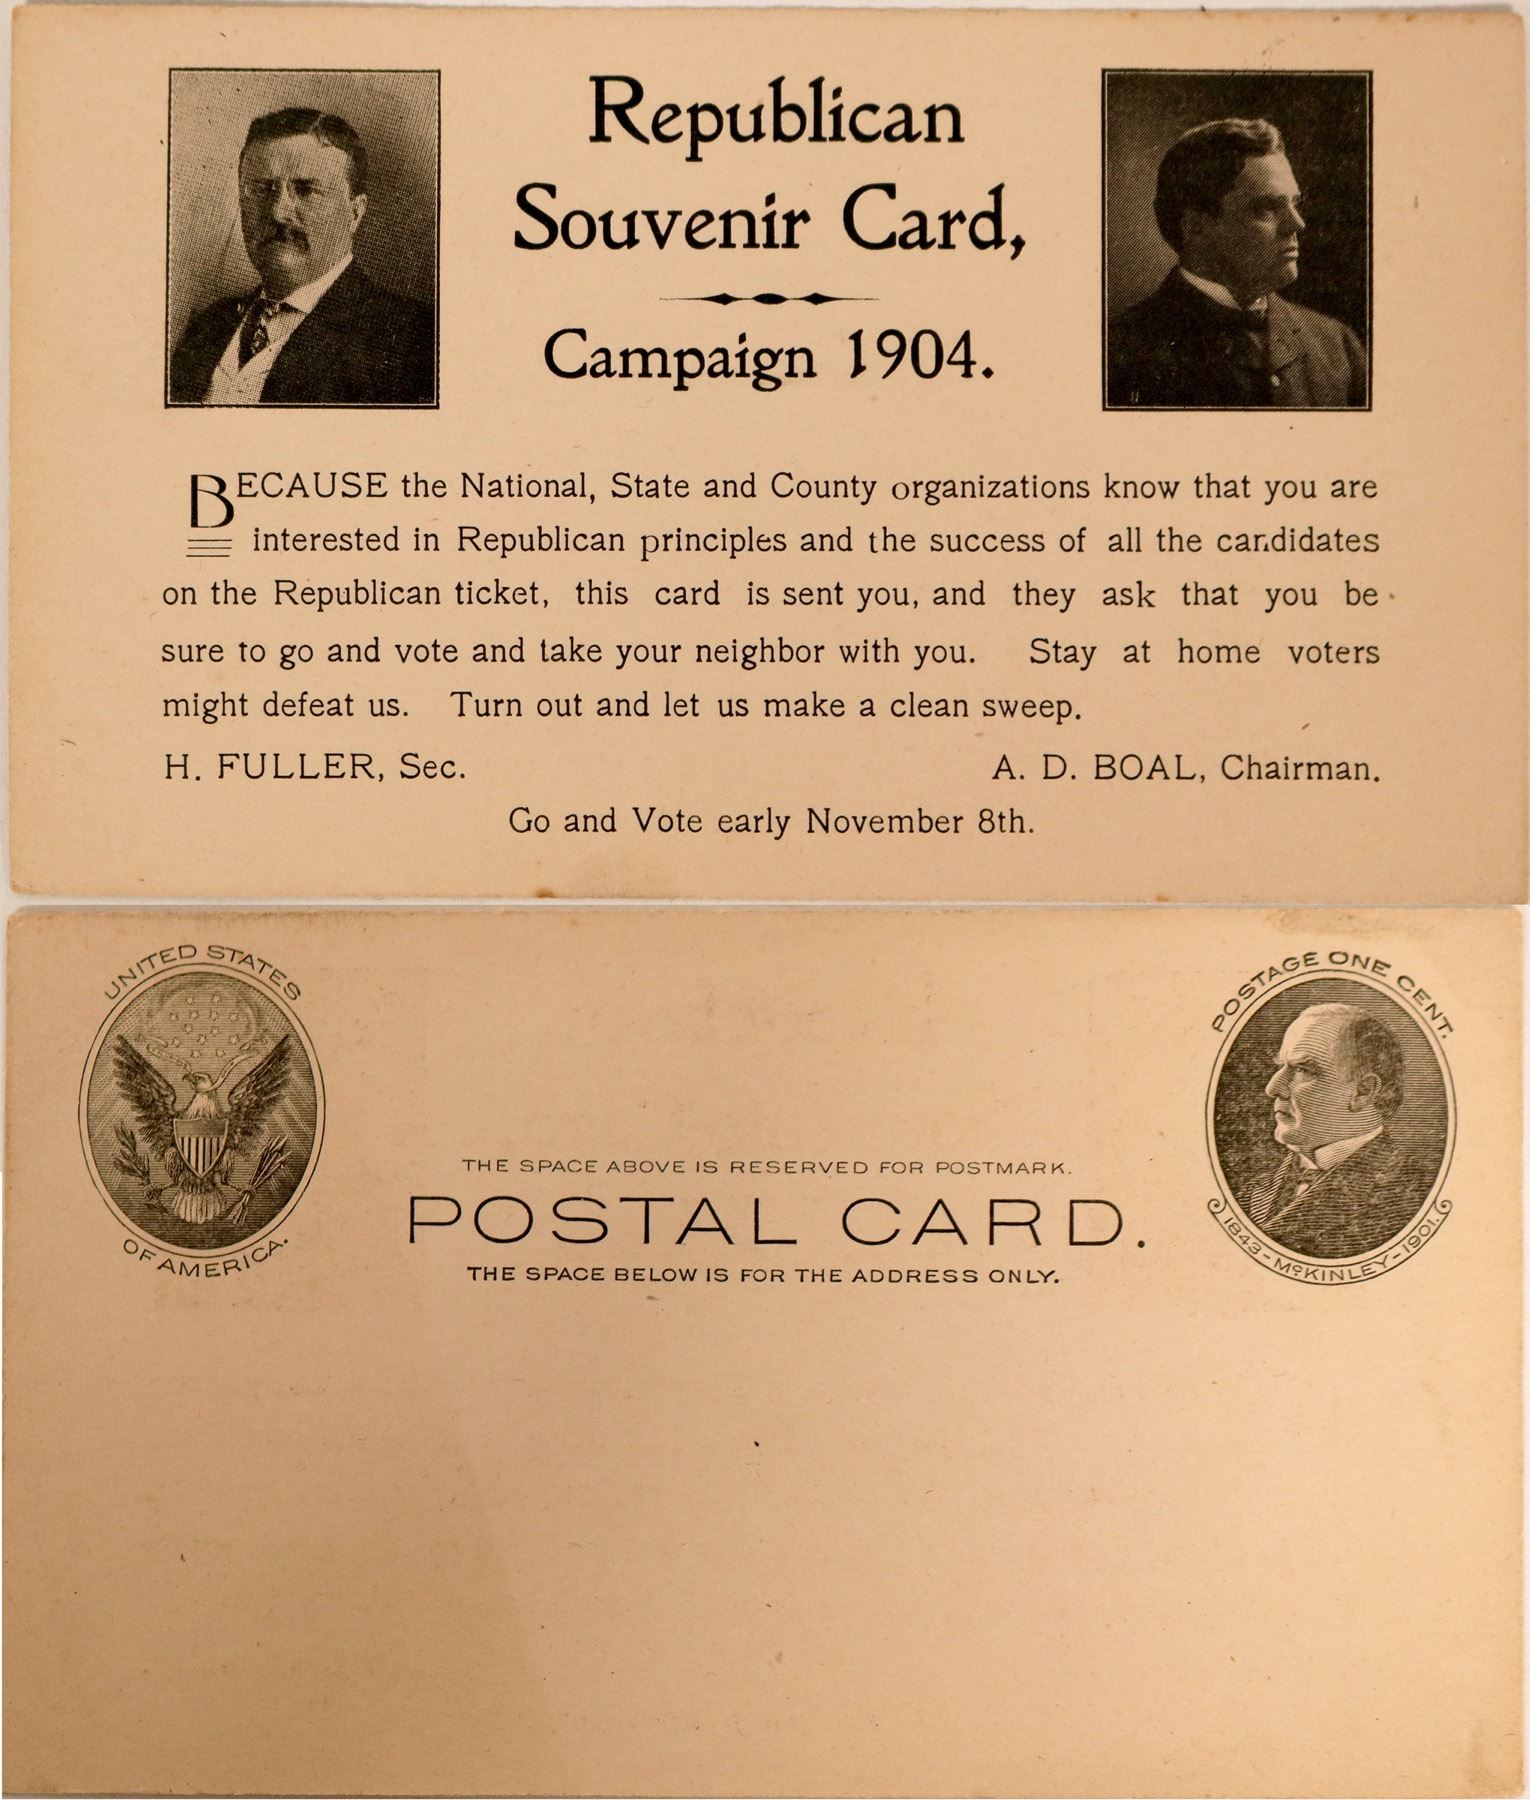 Republican
Souvenir Card,
Campaign 1904.
BECAUSE the National, State and County organizations know that you are
interested in Republican principles and the success of all the candidates
on the Republican ticket, this card is sent you, and they ask that you be
sure to go and vote and take your neighbor with you. Stay at home voters
might defeat us. Turn out and let us make a clean sweep.
H. FULLER, Sec. A. D. BOAL, Chairman.
Go and Vote early November 8th.
UNITED STATES
OF AMERICA.
POSTAGE ONE CENT.
1843-McKINLEY-1901.
THE SPACE ABOVE IS RESERVED FOR POSTMARK.
POSTAL CARD.
THE SPACE BELOW IS FOR THE ADDRESS ONLY.